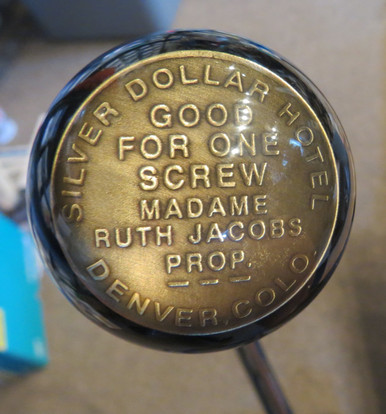 SILVER DOLLAR HOTEL
GOOD
FOR ONE
SCREW
MADAME
RUTH JACOBS
PROP.
DENVER, COLO.